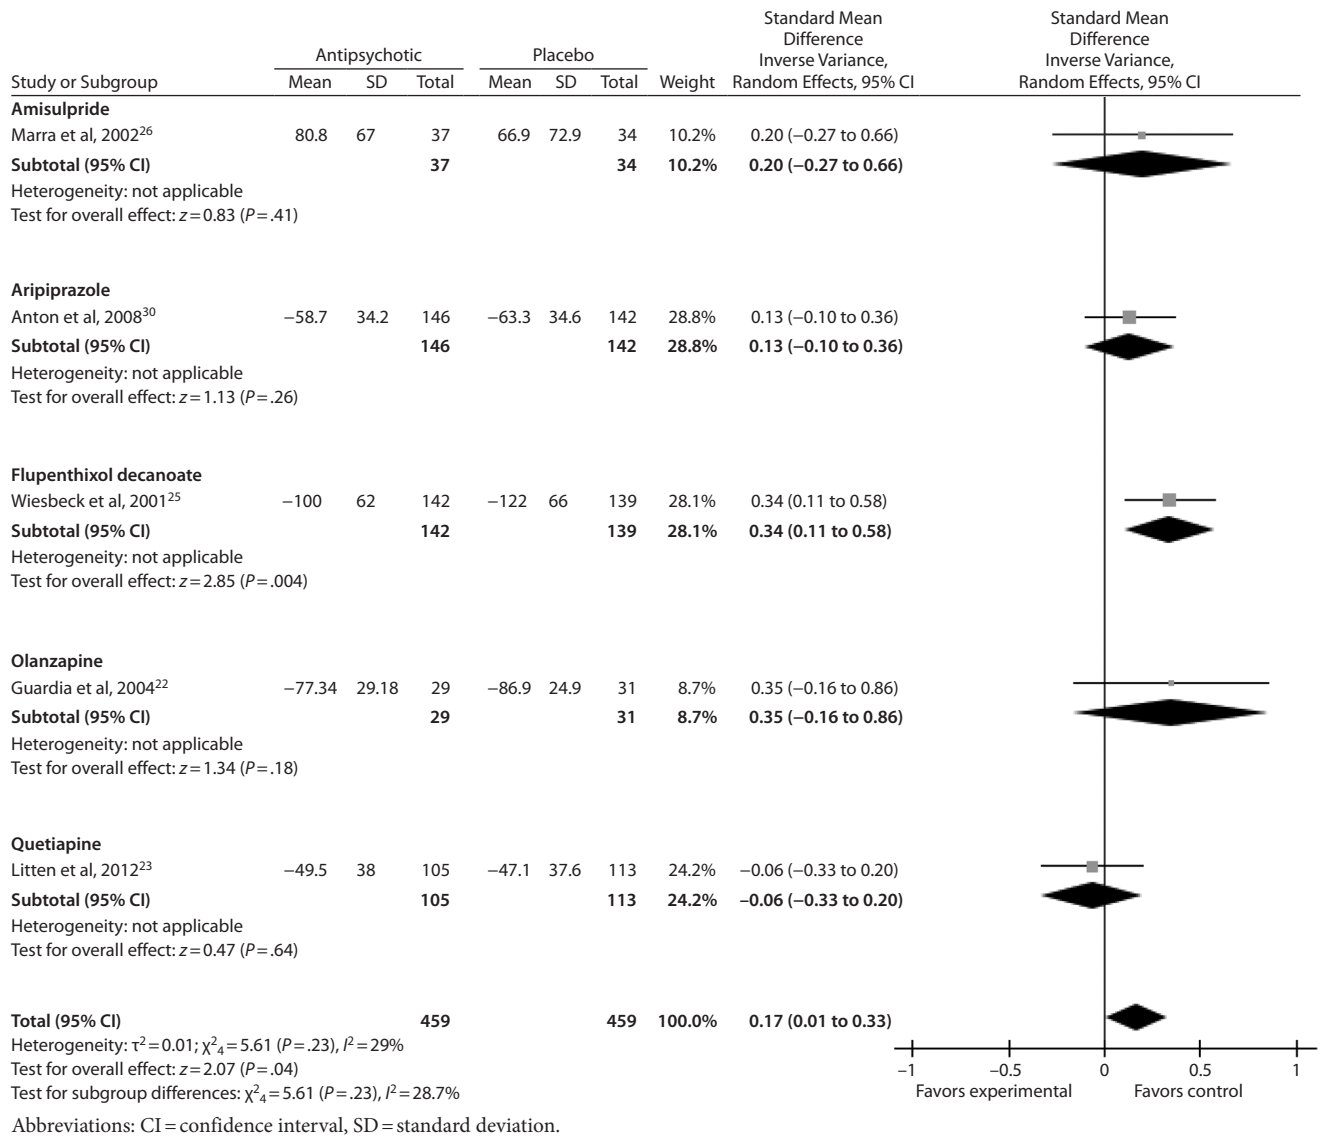 Standard Mean Difference Inverse Variance, Random Effects, 95% CI
Standard Mean Difference Inverse Variance, Random Effects, 95% CI
Antipsychotic Placebo
Study or Subgroup Mean SD Total Mean SD Total Weight
Amisulpride
Marra et al, 2002²⁶ 80.8 67 37 66.9 72.9 34 10.2% 0.20 (−0.27 to 0.66)
Subtotal (95% CI) 37 34 10.2% 0.20 (−0.27 to 0.66)
Heterogeneity: not applicable
Test for overall effect: z = 0.83 (P = .41)
Aripiprazole
Anton et al, 2008³⁰ −58.7 34.2 146 −63.3 34.6 142 28.8% 0.13 (−0.10 to 0.36)
Subtotal (95% CI) 146 142 28.8% 0.13 (−0.10 to 0.36)
Heterogeneity: not applicable
Test for overall effect: z = 1.13 (P = .26)
Flupenthixol decanoate
Wiesbeck et al, 2001²⁵ −100 62 142 −122 66 139 28.1% 0.34 (0.11 to 0.58)
Subtotal (95% CI) 142 139 28.1% 0.34 (0.11 to 0.58)
Heterogeneity: not applicable
Test for overall effect: z = 2.85 (P = .004)
Olanzapine
Guardia et al, 2004²² −77.34 29.18 29 −86.9 24.9 31 8.7% 0.35 (−0.16 to 0.86)
Subtotal (95% CI) 29 31 8.7% 0.35 (−0.16 to 0.86)
Heterogeneity: not applicable
Test for overall effect: z = 1.34 (P = .18)
Quetiapine
Litten et al, 2012²³ −49.5 38 105 −47.1 37.6 113 24.2% −0.06 (−0.33 to 0.20)
Subtotal (95% CI) 105 113 24.2% −0.06 (−0.33 to 0.20)
Heterogeneity: not applicable
Test for overall effect: z = 0.47 (P = .64)
Total (95% CI) 459 459 100.0% 0.17 (0.01 to 0.33)
Heterogeneity: τ² = 0.01; χ²₄ = 5.61 (P = .23), I² = 29%
Test for overall effect: z = 2.07 (P = .04)
Test for subgroup differences: χ²₄ = 5.61 (P = .23), I² = 28.7%
−1 −0.5 0 0.5 1
Favors experimental Favors control
Abbreviations: CI = confidence interval, SD = standard deviation.